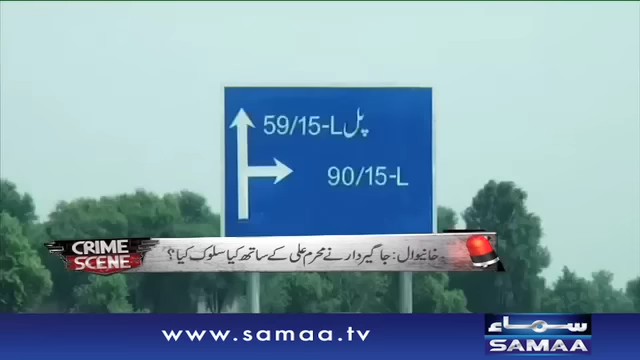 پل 59/15-L
90/15-L
CRIME
SCENE
خانیوال: جاگیردار نے محرم علی کے ساتھ کیا سلوک کیا؟
www.samaa.tv
سماء
SAMAA